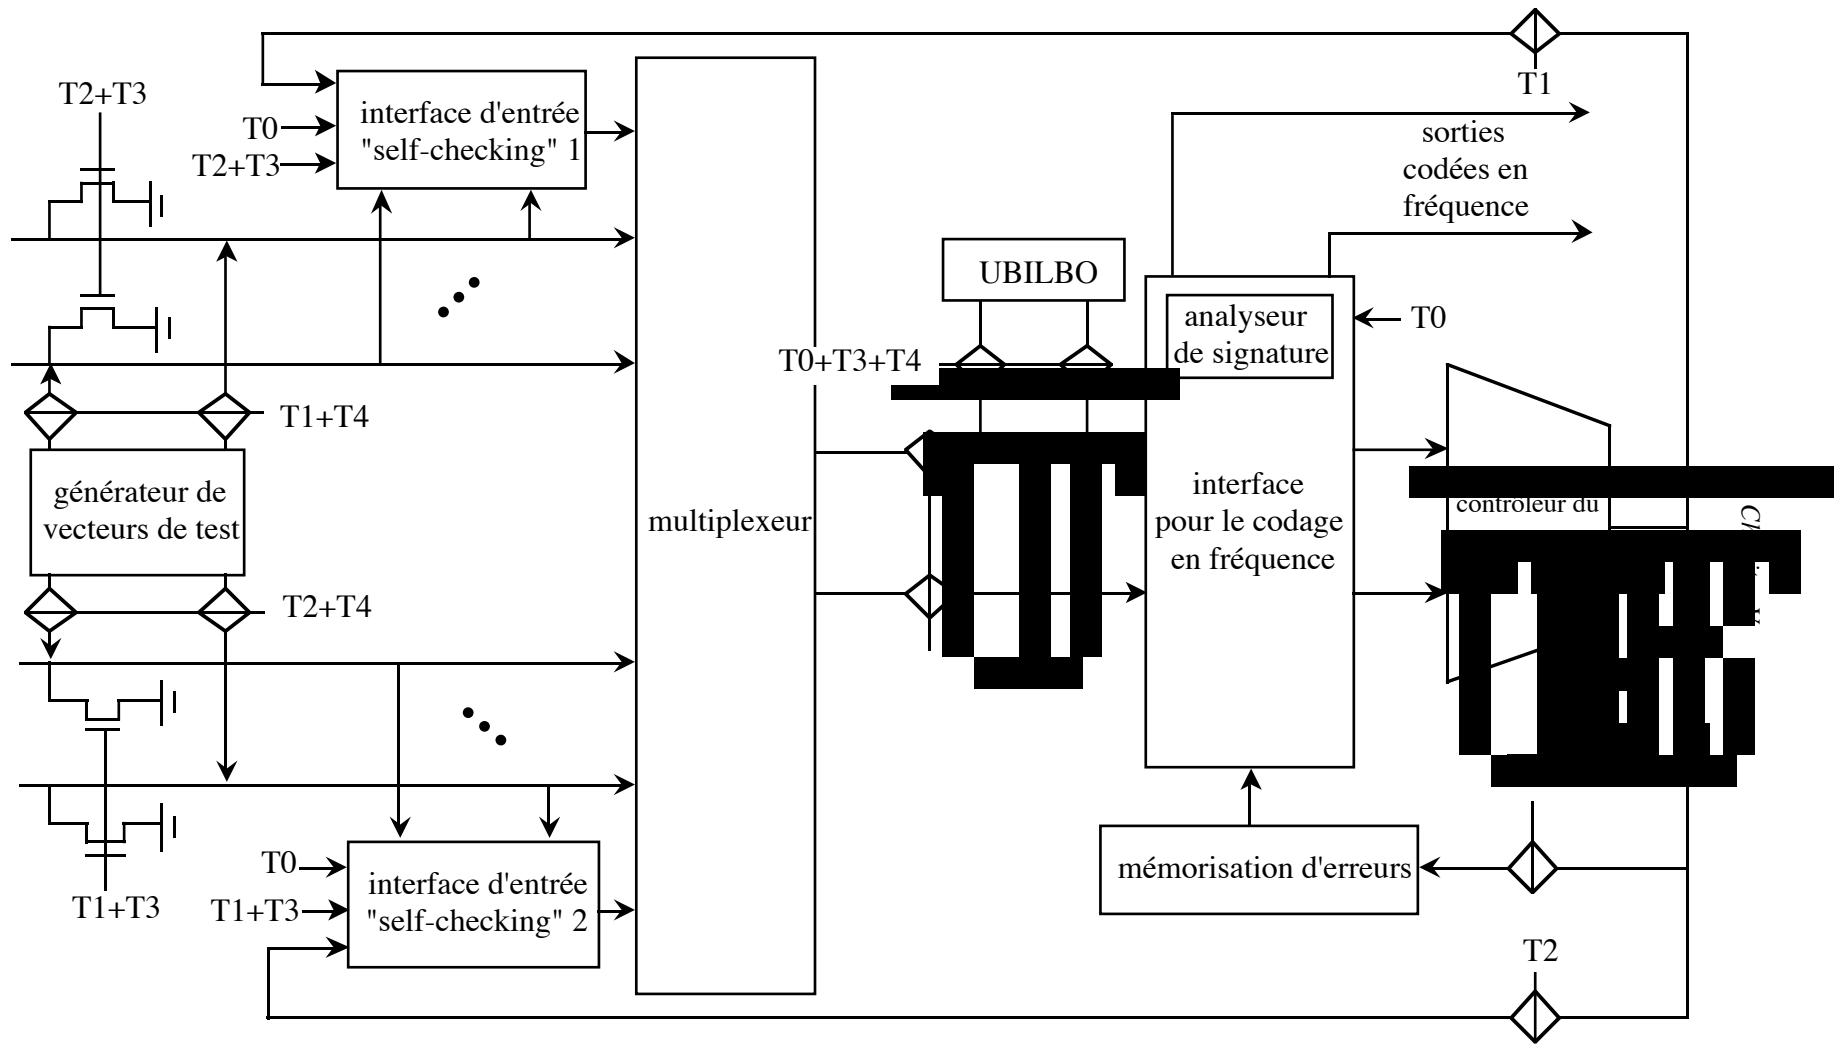 T1
T2+T3
interface d'entrée
"self-checking" 1
T0
T2+T3
sorties
codées en
fréquence
UBILBO
analyseur
de signature
T0
T0+T3+T4
T1+T4
générateur de
vecteurs de test
multiplexeur
interface
pour le codage
en fréquence
contrôleur du
T2+T4
T0
interface d'entrée
"self-checking" 2
T1+T3
T1+T3
mémorisation d'erreurs
T2